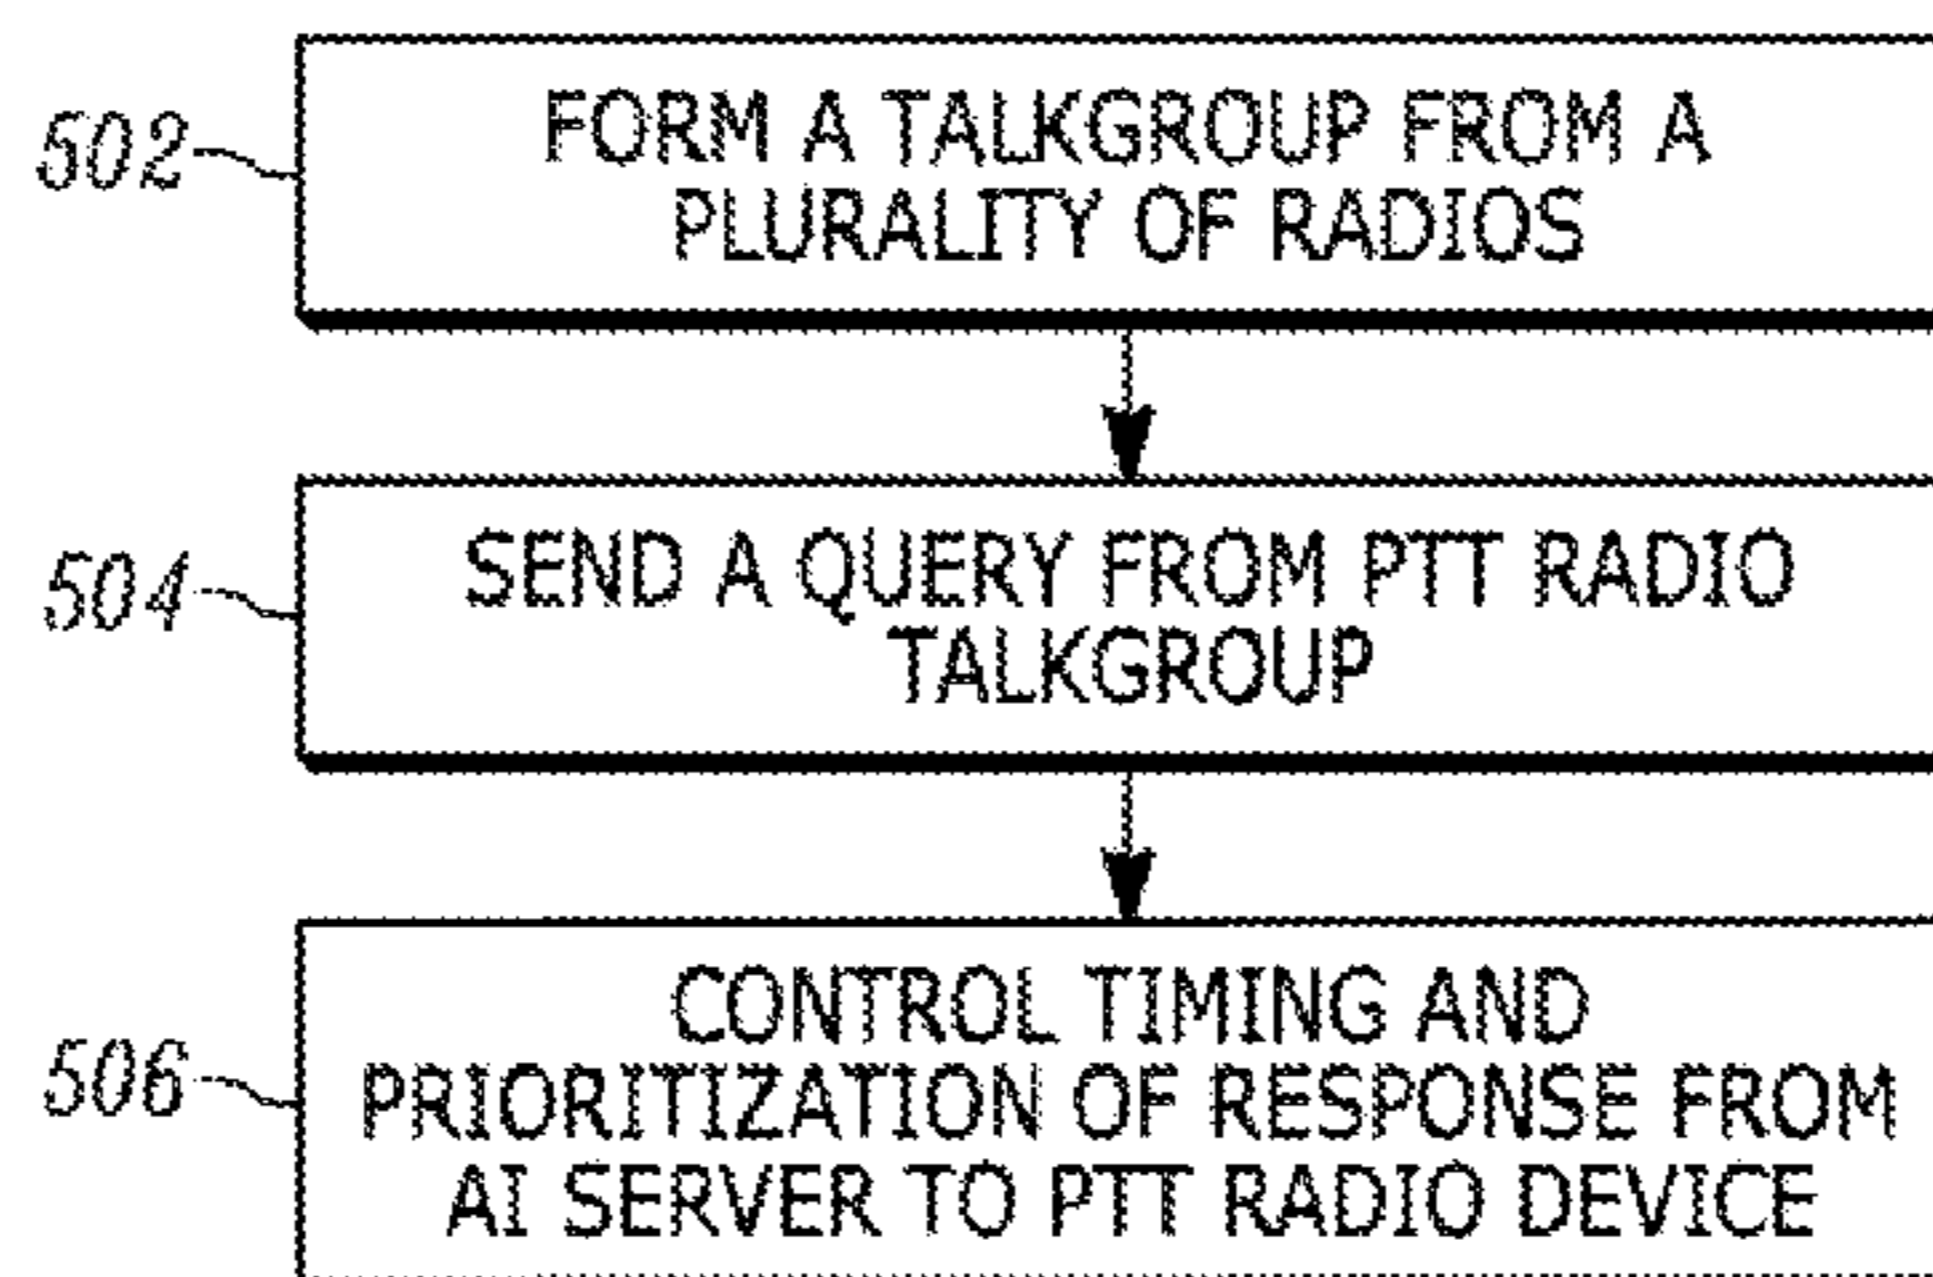 502
FORM A TALKGROUP FROM A
PLURALITY OF RADIOS
504
SEND A QUERY FROM PTT RADIO
TALKGROUP
506
CONTROL TIMING AND
PRIORITIZATION OF RESPONSE FROM
AI SERVER TO PTT RADIO DEVICE